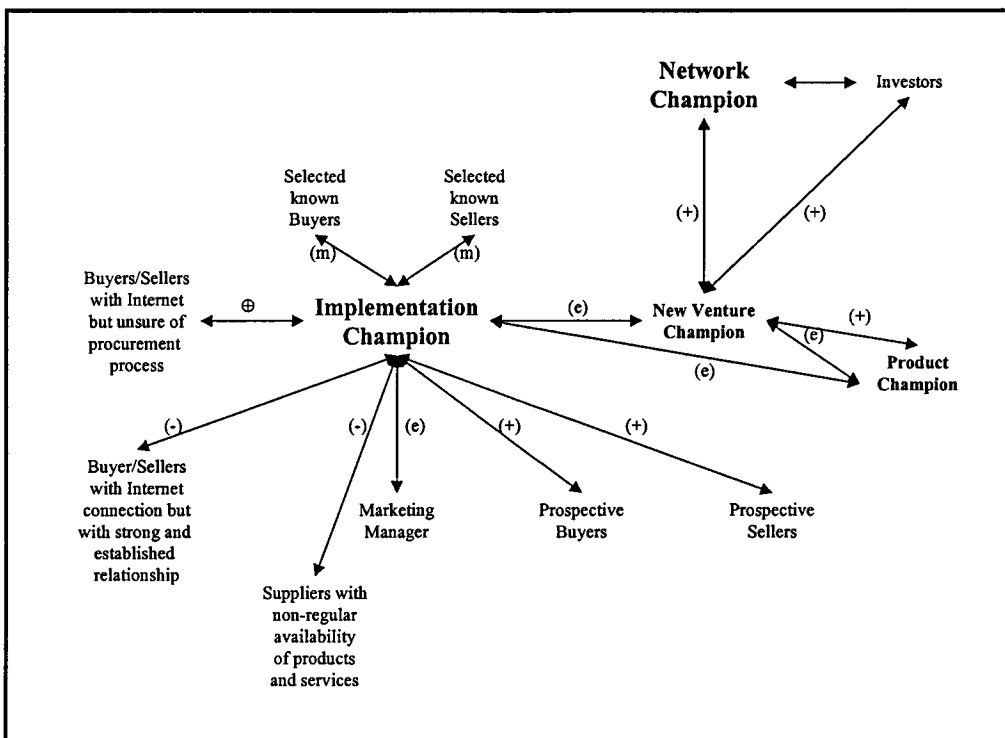 Network
Champion
Investors
Selected
known
Buyers
Selected
known
Sellers
(+)
(+)
(m)
(m)
Buyers/Sellers
with Internet
but unsure of
procurement
process
⊕
Implementation
Champion
(e)
New Venture
Champion
(+)
(e)
Product
Champion
(e)
(-)
(-)
(e)
(+)
(+)
Buyer/Sellers
with Internet
connection but
with strong and
established
relationship
Marketing
Manager
Prospective
Buyers
Prospective
Sellers
Suppliers with
non-regular
availability
of products
and services